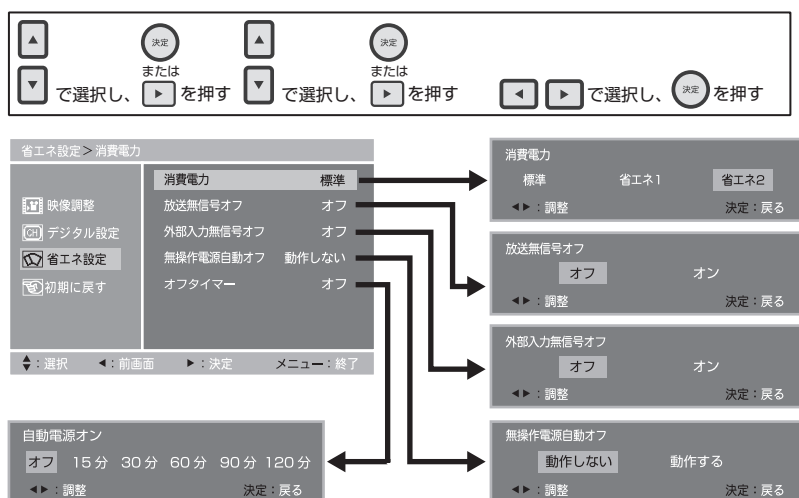 決定 決定
または または
で選択し、 を押す で選択し、 を押す で選択し、 決定 を押す
省エネ設定>消費電力
映像調整
CH デジタル設定
省エネ設定
初期に戻す
消費電力 標準
放送無信号オフ オフ
外部入力無信号オフ オフ
無操作電源自動オフ 動作しない
オフタイマー オフ
:選択 :前画面 :決定 メニュー:終了
消費電力
標準 省エネ1 省エネ2
:調整 決定:戻る
放送無信号オフ
オフ オン
:調整 決定:戻る
外部入力無信号オフ
オフ オン
:調整 決定:戻る
自動電源オン
オフ 15分 30分 60分 90分 120分
:調整 決定:戻る
無操作電源自動オフ
動作しない 動作する
:調整 決定:戻る